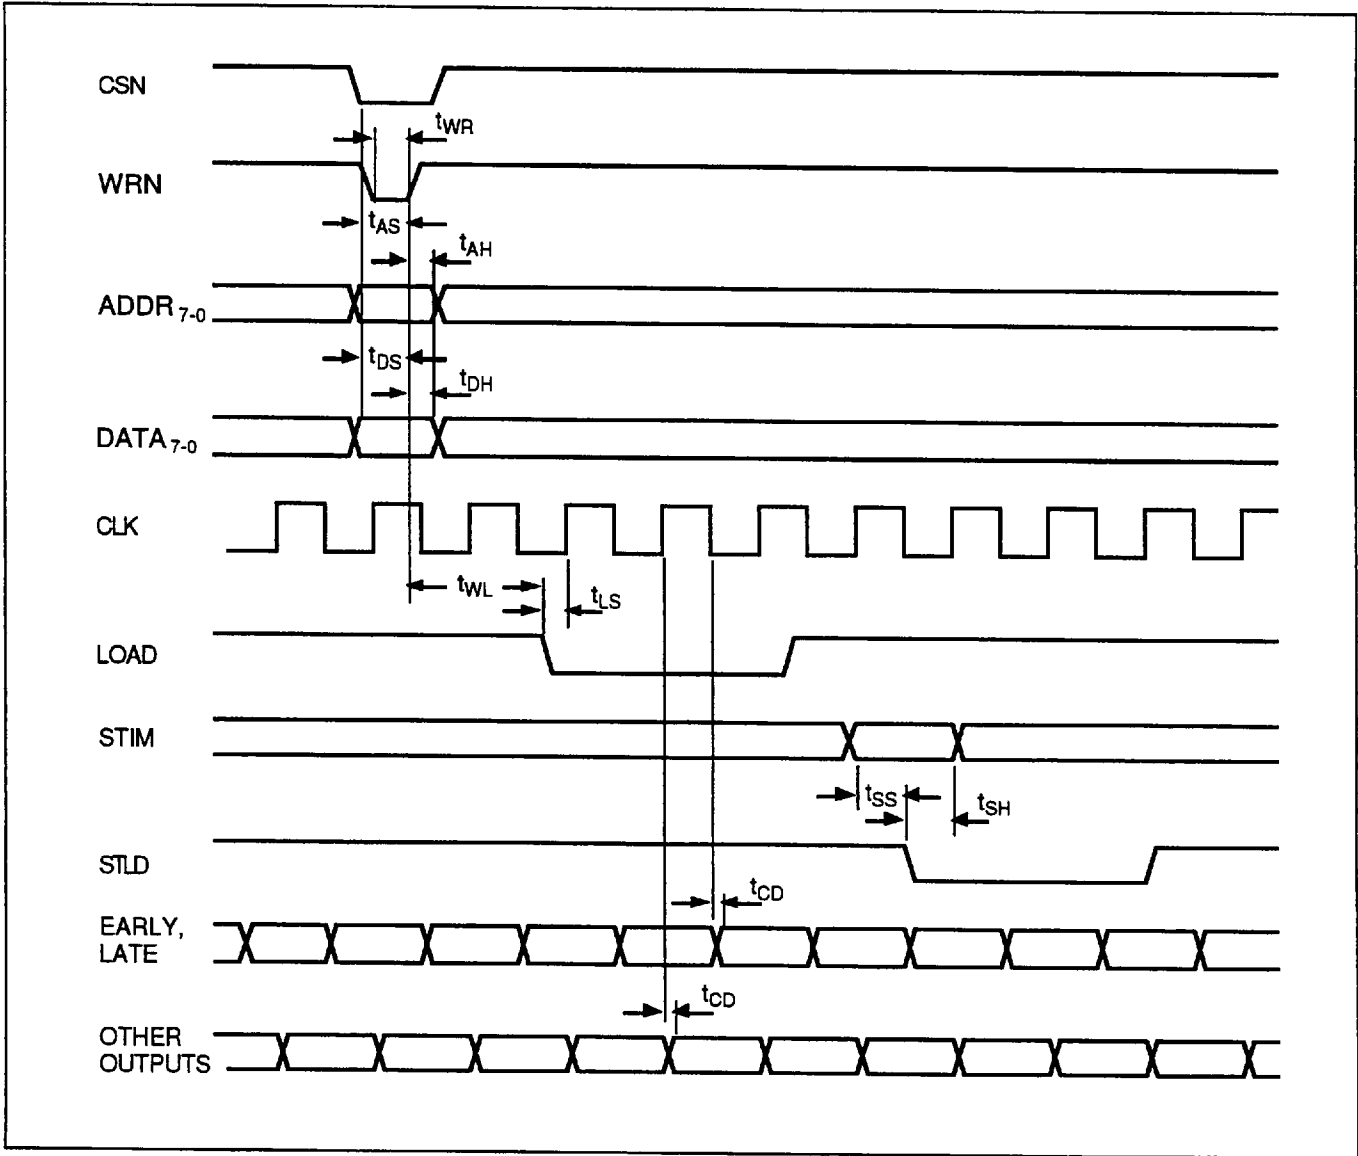 CSN
tWR
WRN
tAS
tAH
ADDR7-0
tDS
tDH
DATA7-0
CLK
tWL
tLS
LOAD
STIM
tSS
tSH
STLD
tCD
EARLY,
LATE
tCD
OTHER
OUTPUTS